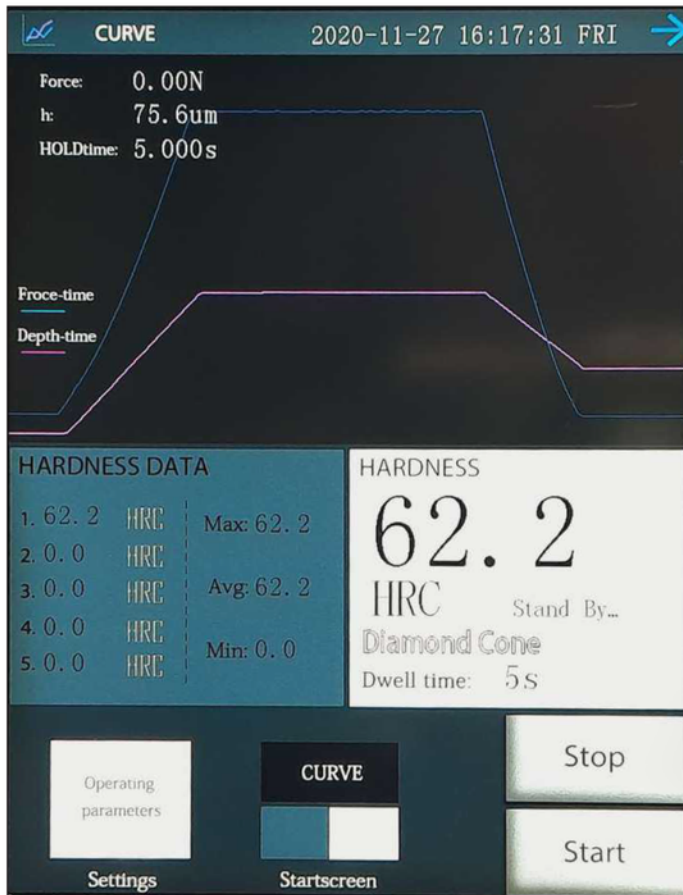 CURVE 2020-11-27 16:17:31 FRI
Force: 0.00N
h: 75.6um
HOLDtime: 5.000s
Froce-time
Depth-time
HARDNESS DATA
1. 62.2 HRC
2. 0.0 HRC
3. 0.0 HRC
4. 0.0 HRC
5. 0.0 HRC
Max: 62.2
Avg: 62.2
Min: 0.0
HARDNESS
62.2
HRC Stand By...
Diamond Cone
Dwell time: 5s
Operating
parameters
Settings
CURVE
Startscreen
Stop
Start